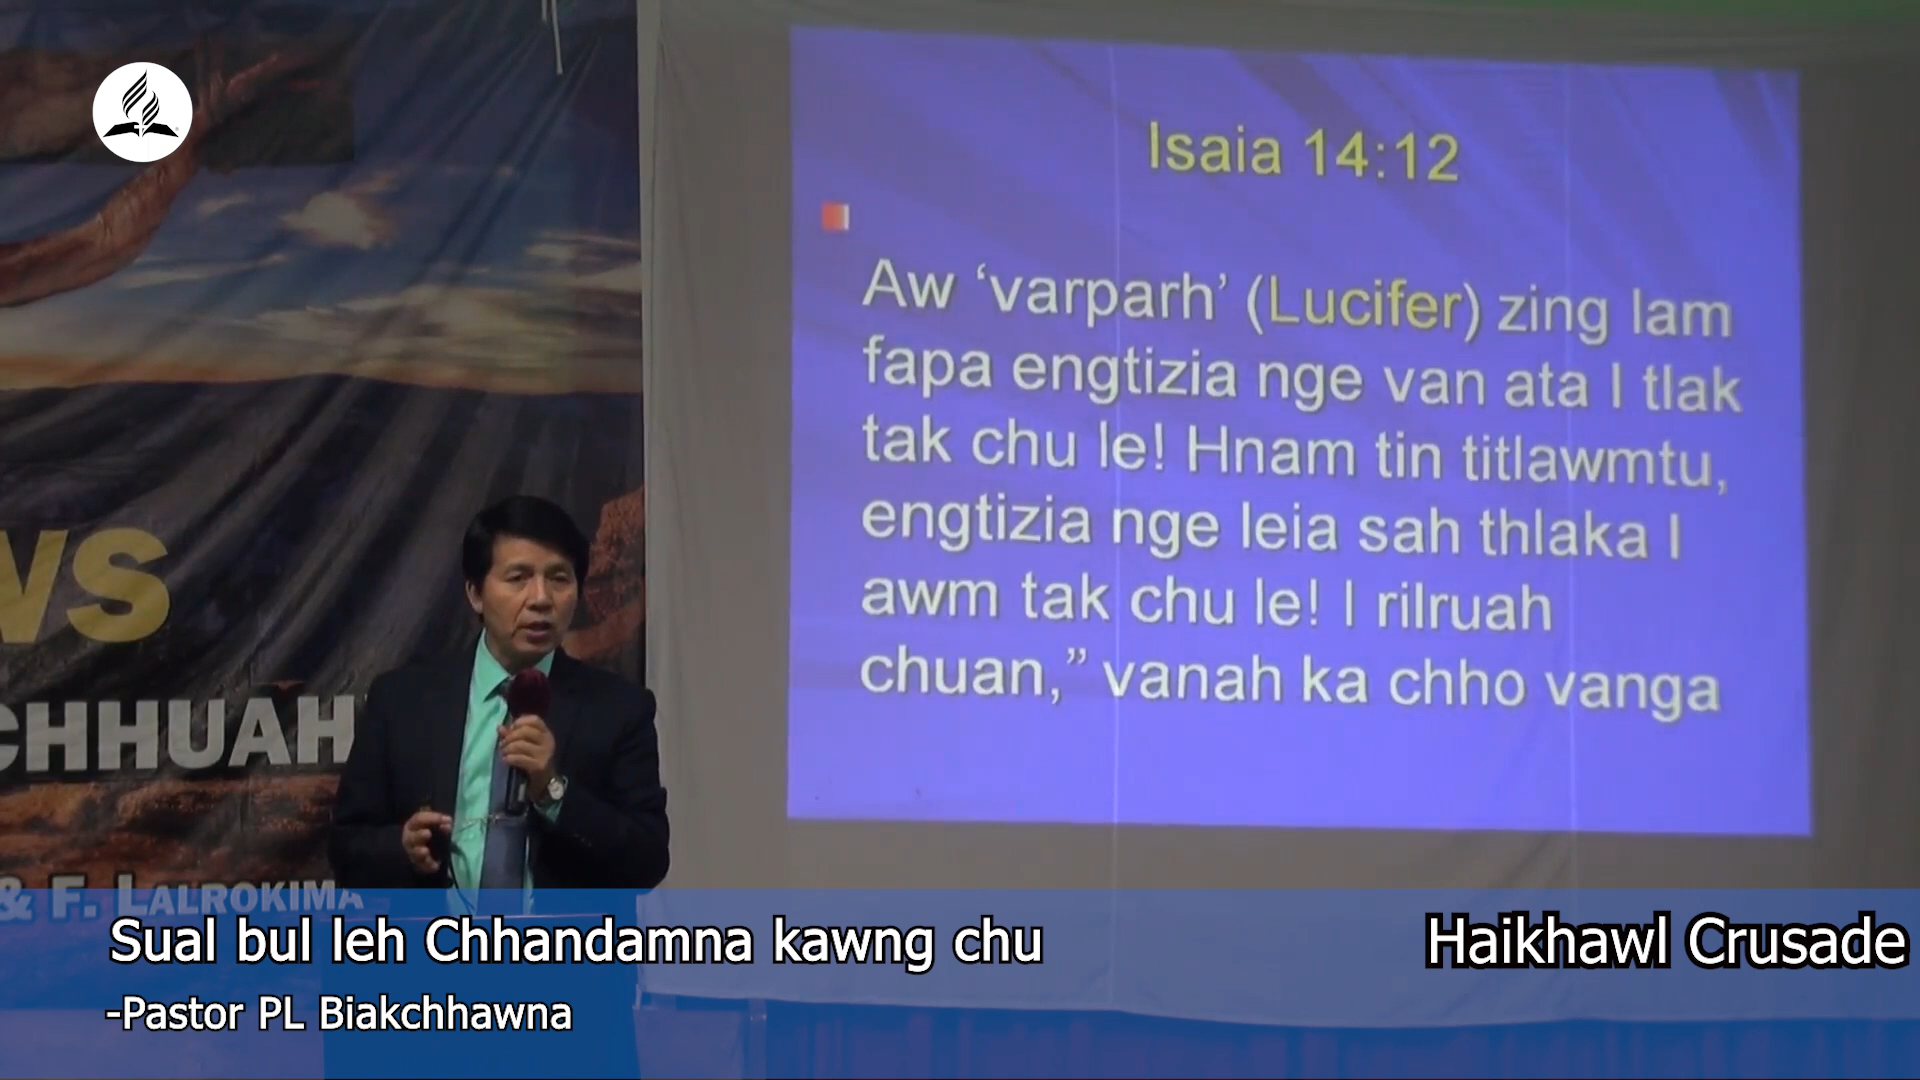 Isaia 14:12
Aw ‘varparh’ (Lucifer) zing lam
fapa engtizia nge van ata I tlak
tak chu le! Hnam tin titlawmtu,
engtizia nge leia sah thlaka I
awm tak chu le! I rilruah
chuan,” vanah ka chho vanga
WS
CHHUAH
& F. LALROKIMA
Sual bul leh Chhandamna kawng chu
Haikhawl Crusade
-Pastor PL Biakchhawna